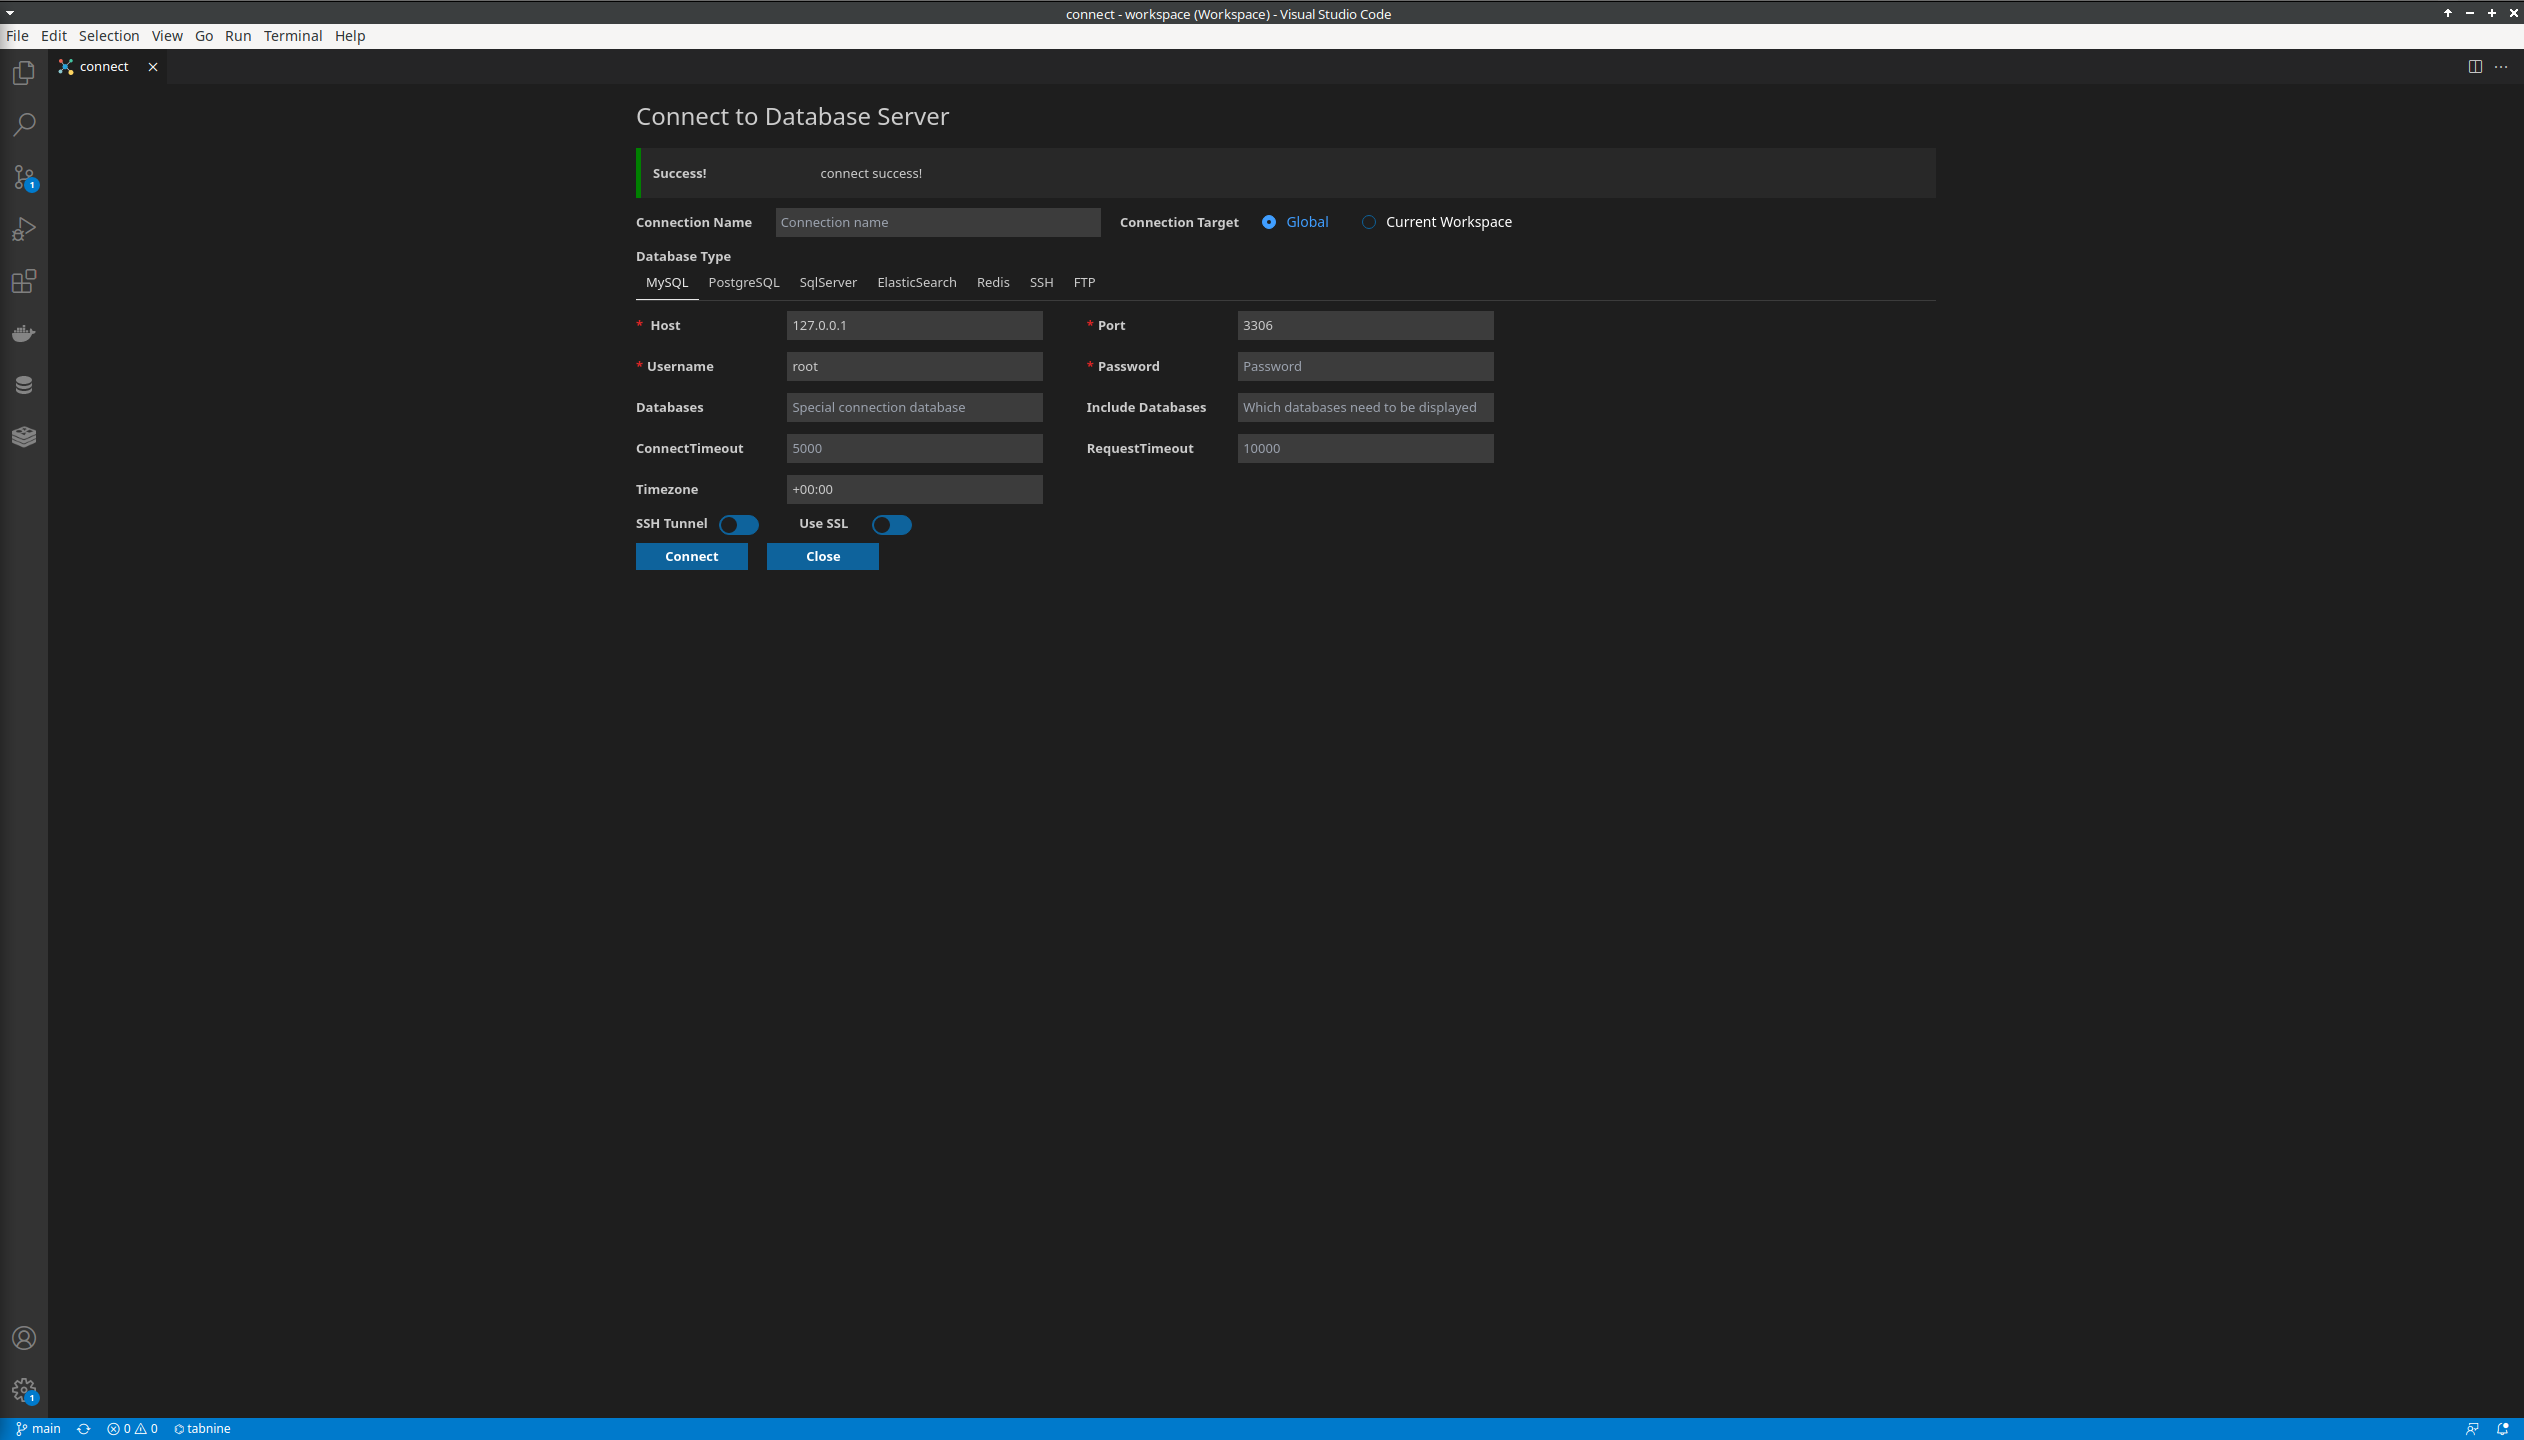 connect - workspace (Workspace) - Visual Studio Code
File Edit Selection View Go Run Terminal Help
connect
Connect to Database Server
Success! connect success!
Connection Name Connection name Connection Target Global Current Workspace
Database Type
MySQL PostgreSQL SqlServer ElasticSearch Redis SSH FTP
* Host 127.0.0.1 * Port 3306
* Username root * Password Password
Databases Special connection database Include Databases Which databases need to be displayed
ConnectTimeout 5000 RequestTimeout 10000
Timezone +00:00
SSH Tunnel Use SSL
Connect Close
1
1
main 0 0 tabnine